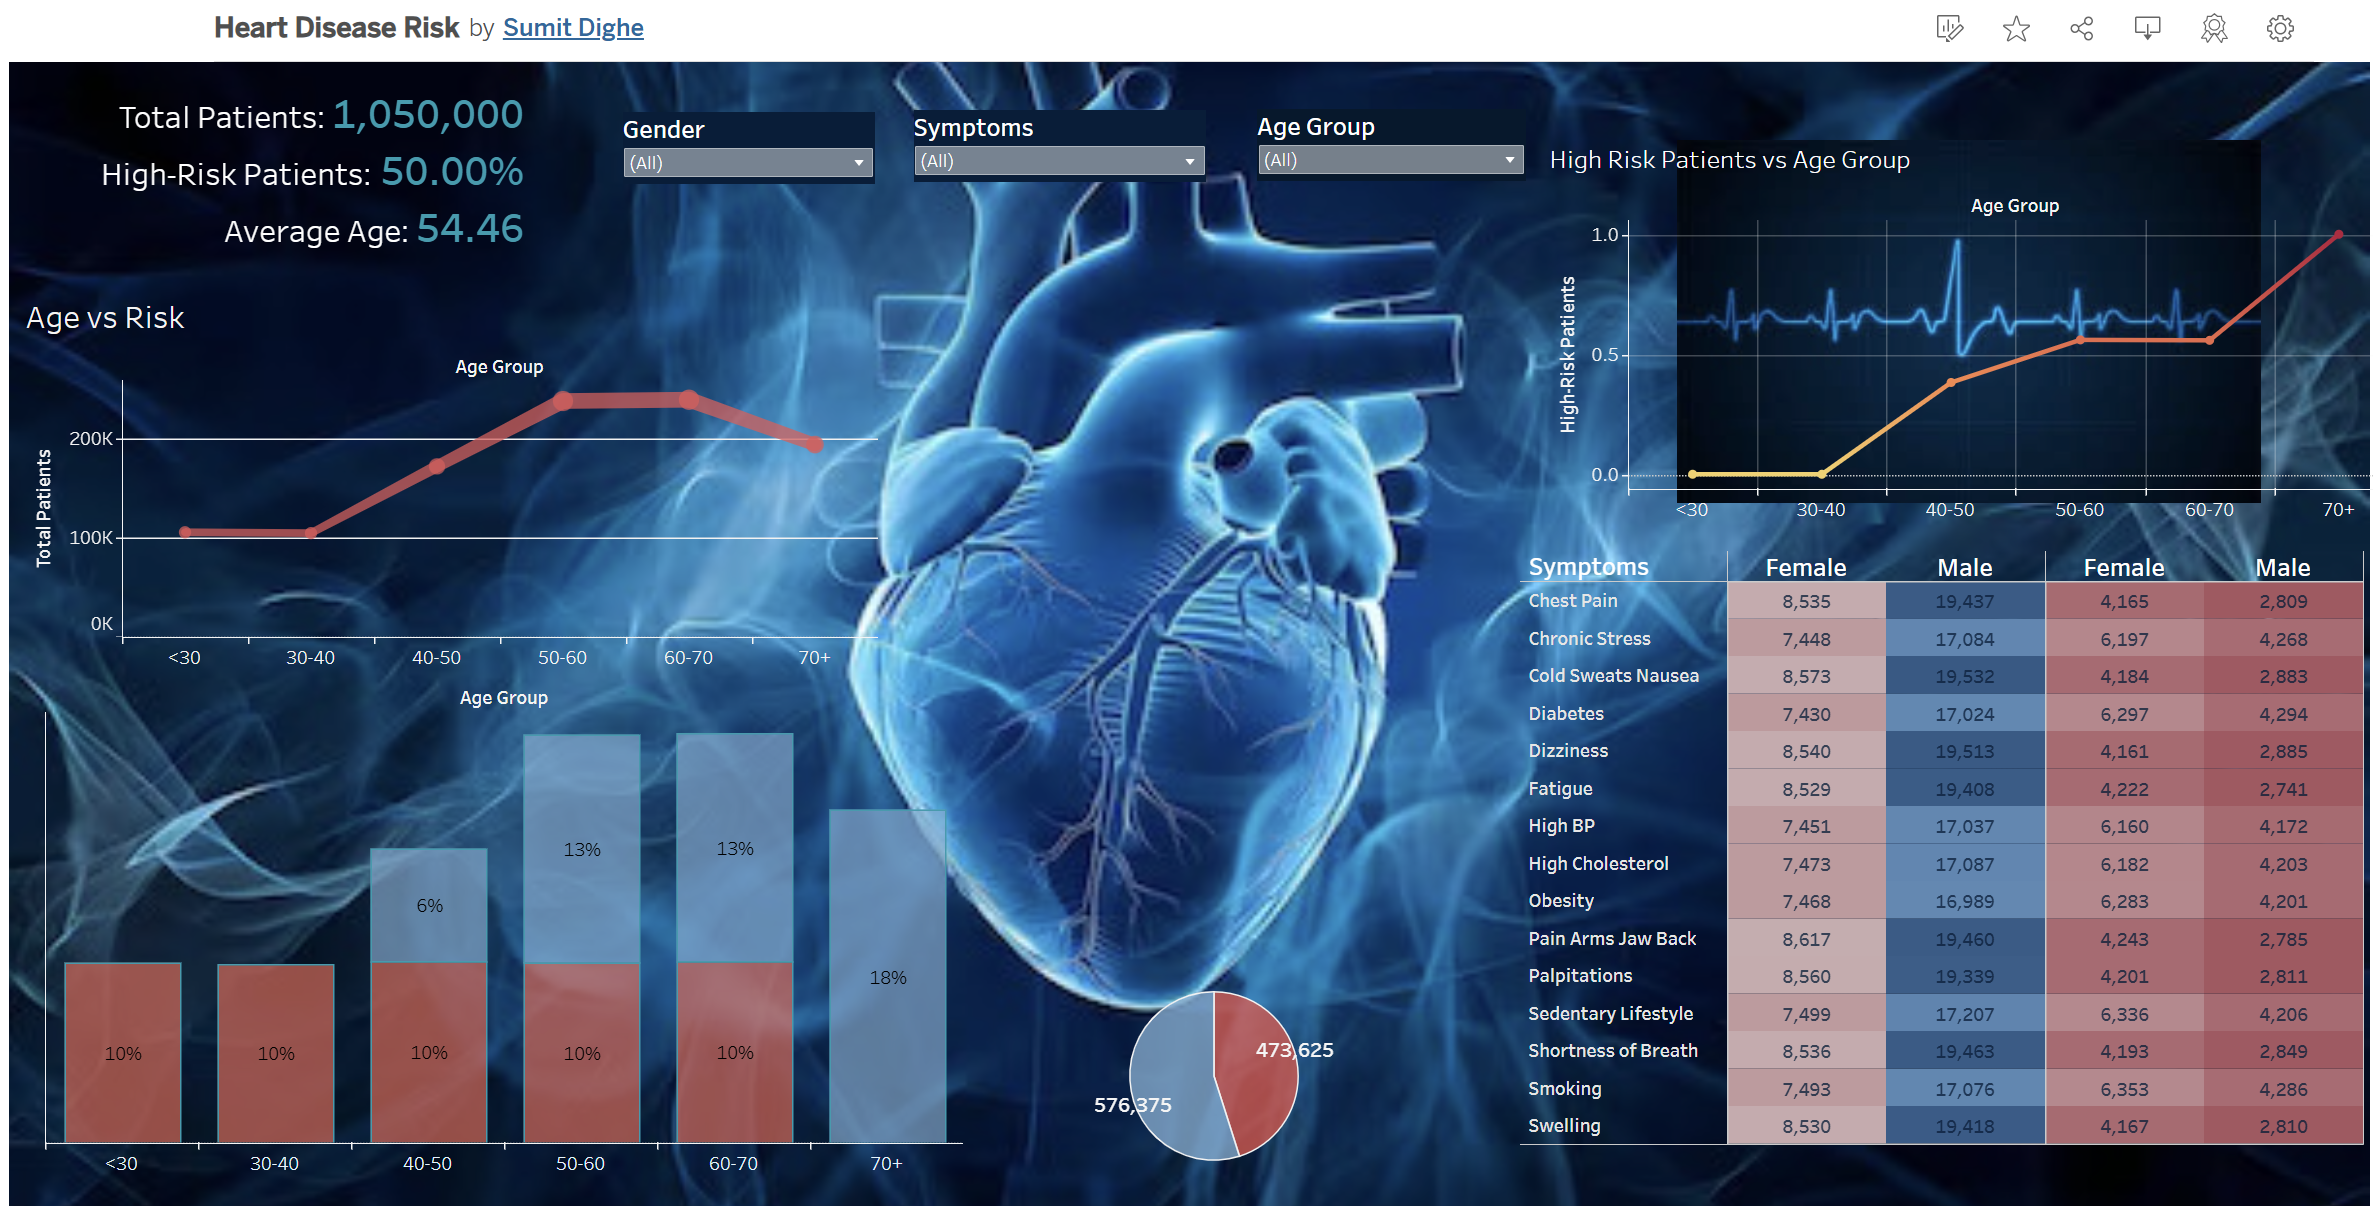 Heart Disease Risk by Sumit Dighe
Total Patients: 1,050,000
High-Risk Patients: 50.00%
Average Age: 54.46
Gender
(All)
Symptoms
(All)
Age Group
(All)
Age vs Risk
Age Group
Total Patients
200K
100K
0K
<30 30-40 40-50 50-60 60-70 70+
Age Group
6% 13% 13% 18%
10% 10% 10% 10% 10%
<30 30-40 40-50 50-60 60-70 70+
473,625
576,375
High Risk Patients vs Age Group
Age Group
High-Risk Patients
1.0
0.5
0.0
<30 30-40 40-50 50-60 60-70 70+
Symptoms Female Male Female Male
Chest Pain 8,535 19,437 4,165 2,809
Chronic Stress 7,448 17,084 6,197 4,268
Cold Sweats Nausea 8,573 19,532 4,184 2,883
Diabetes 7,430 17,024 6,297 4,294
Dizziness 8,540 19,513 4,161 2,885
Fatigue 8,529 19,408 4,222 2,741
High BP 7,451 17,037 6,160 4,172
High Cholesterol 7,473 17,087 6,182 4,203
Obesity 7,468 16,989 6,283 4,201
Pain Arms Jaw Back 8,617 19,460 4,243 2,785
Palpitations 8,560 19,339 4,201 2,811
Sedentary Lifestyle 7,499 17,207 6,336 4,206
Shortness of Breath 8,536 19,463 4,193 2,849
Smoking 7,493 17,076 6,353 4,286
Swelling 8,530 19,418 4,167 2,810